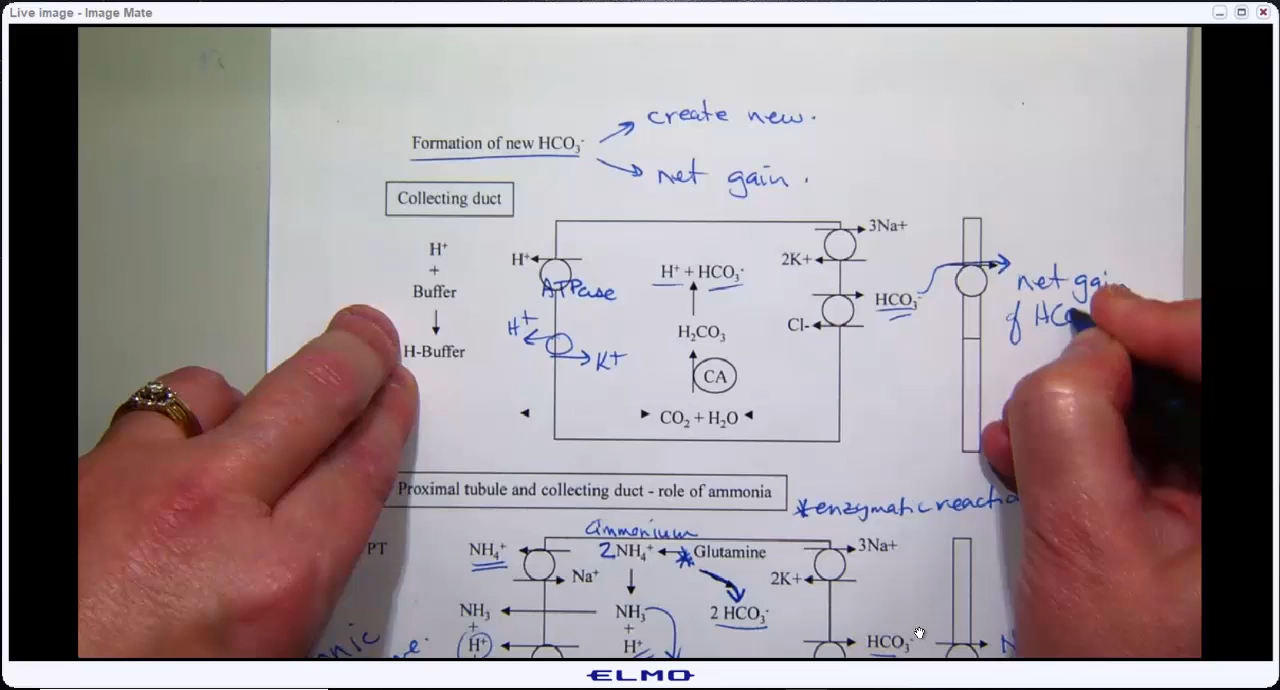 Live image - Image Mate
create new.
Formation of new HCO₃⁻
net gain.
Collecting duct
3Na+
H⁺
+
Buffer
H-Buffer
H⁺
ATPase
H+
K+
H⁺ + HCO₃⁻
H₂CO₃
CA
CO₂ + H₂O
2K+
HCO₃⁻
Cl-
net gain
of HCO
Proximal tubule and collecting duct - role of ammonia
*enzymatic reactio
ammonium
PT
NH₄⁺
2NH₄⁺
*
Glutamine
3Na+
Na⁺
2K+
NH₃
+
H⁺
NH₃
+
H⁺
2 HCO₃⁻
HCO₃⁻
ELMO